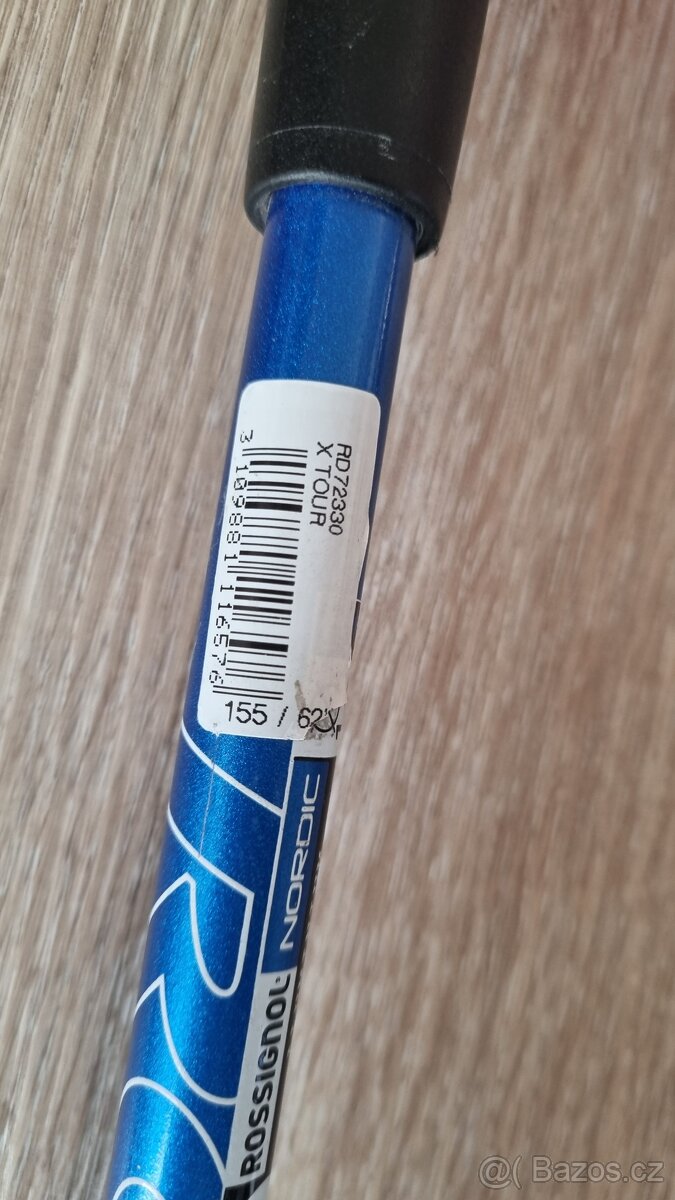 RD72330
X TOUR
3 109881 116576
155 / 62
NORDIC
ROSSIGNOL
@( Bazos.cz